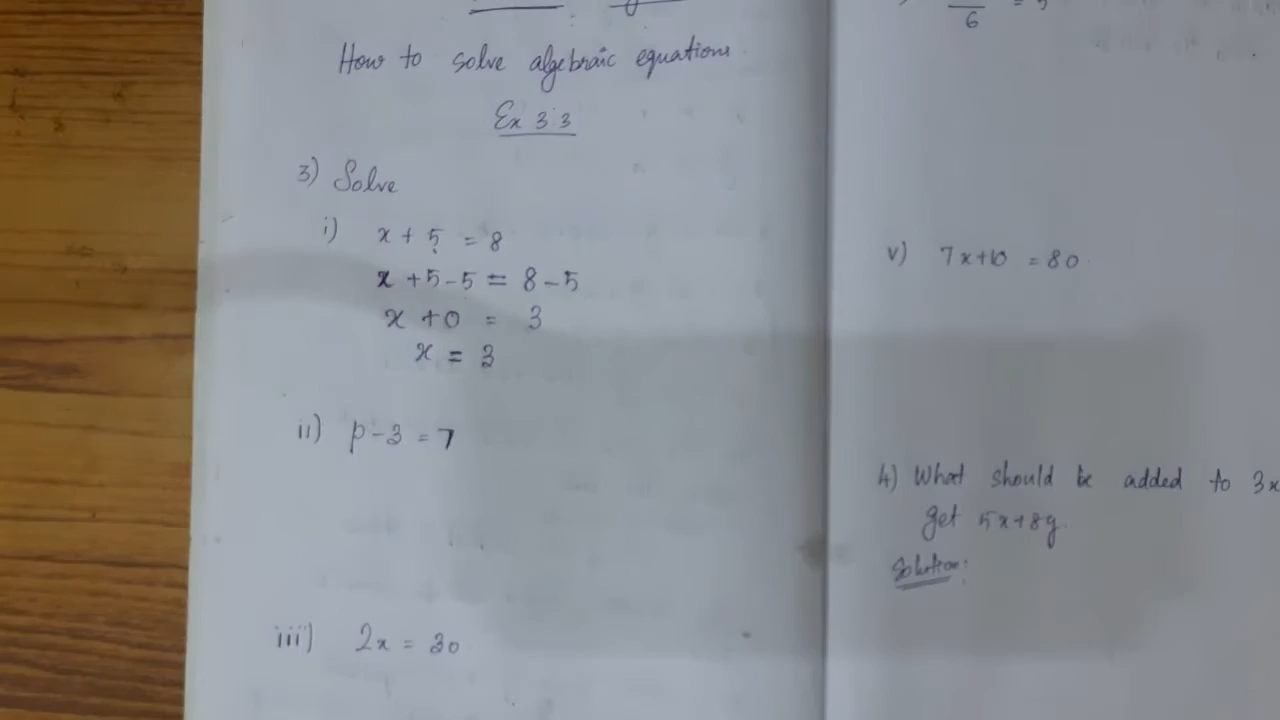 How to solve algebraic equations
Ex 3.3
3) Solve
i) x + 5 = 8
x + 5 - 5 = 8 - 5
x + 0 = 3
x = 3
ii) p - 3 = 7
iii) 2x = 30
6
v) 7x+10 = 80
4) What should be added to 3x
get 5x+8y.
Solution: